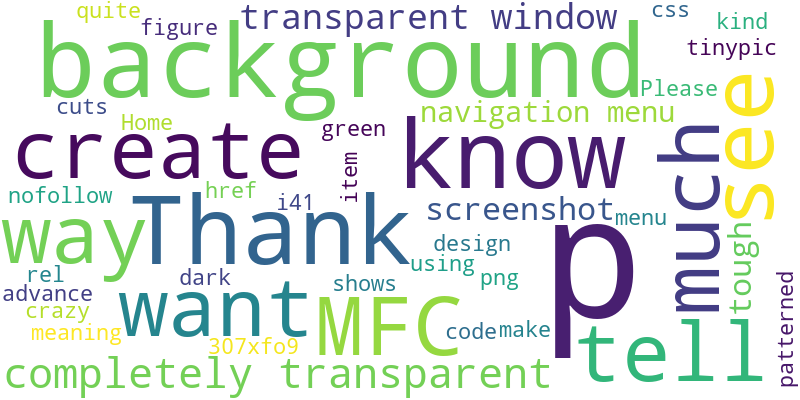 quite
figure
transparent window
css
kind
tinypic
background
Please
see
cuts
Home
green
navigation menu
create
know
much
item
nofollow
href
i41
Thank
screenshot
menu
way
p
design
tough
rel
dark
shows
using
png
advance
want
MFC
crazy
meaning
307xfo9
code
make
tell
patterned
completely transparent